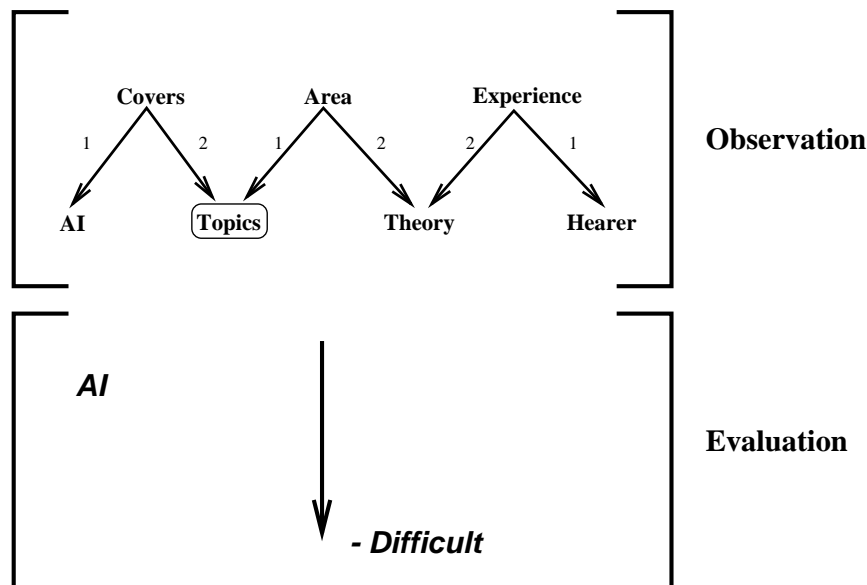 Covers Area Experience
1 2 1 2 2 1
Observation
AI Topics Theory Hearer
AI
Evaluation
- Difficult